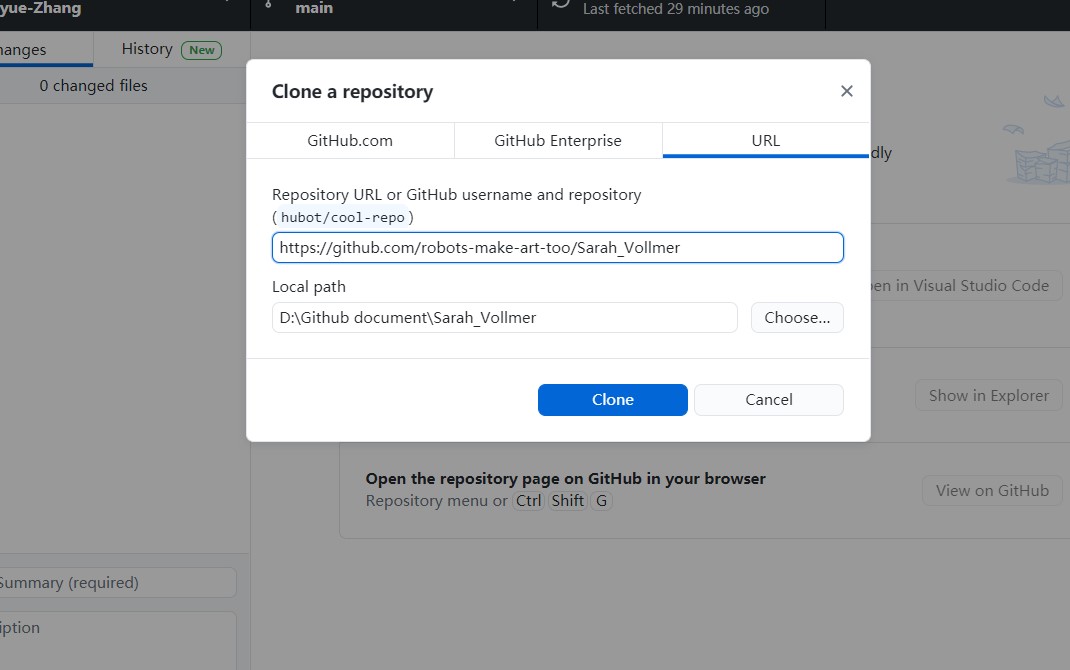 yue-Zhang
main
Last fetched 29 minutes ago
hanges
History New
0 changed files
Clone a repository
GitHub.com
GitHub Enterprise
URL
dly
Repository URL or GitHub username and repository
(hubot/cool-repo)
https://github.com/robots-make-art-too/Sarah_Vollmer
Local path
pen in Visual Studio Code
D:\Github document\Sarah_Vollmer
Choose...
Clone
Cancel
Show in Explorer
Open the repository page on GitHub in your browser
Repository menu or Ctrl Shift G
View on GitHub
Summary (required)
iption